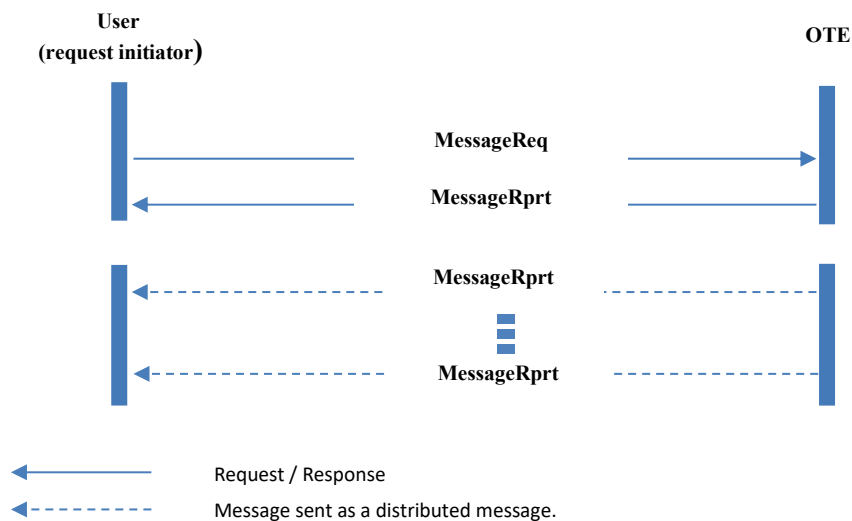 User
(request initiator)
OTE
MessageReq
MessageRprt
MessageRprt
MessageRprt
Request / Response
Message sent as a distributed message.